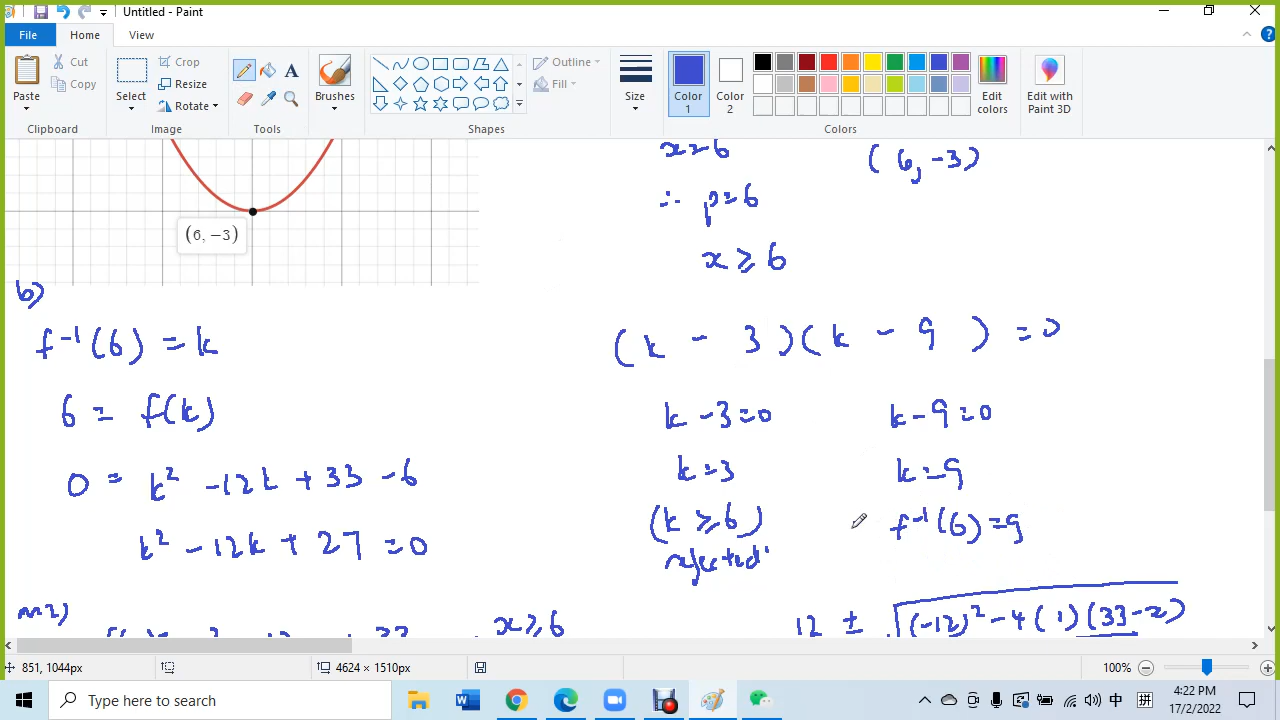 Untitled - Paint
File Home View
Paste
Cut
Copy
Clipboard
Select
Crop
Resize
Rotate
Image
A
Tools
Brushes
Outline
Fill
Shapes
Size
Color 1
Color 2
Edit colors
Colors
Edit with Paint 3D
(6, −3)
x = 6
(6, -3)
∴ p = 6
x ⩾ 6
b)
f⁻¹(6) = k
6 = f(k)
0 = k² - 12k + 33 - 6
k² - 12k + 27 = 0
(k - 3)(k - 9) = 0
k - 3 = 0 k - 9 = 0
k = 3 k = 9
(k ⩾ 6) f⁻¹(6) = 9
rejected
m2)
x ⩾ 6
12 ± √(-12)² - 4(1)(33 - x)
851, 1044px
4624 × 1510px
100%
Type here to search
中
拼
4:22 PM
17/2/2022